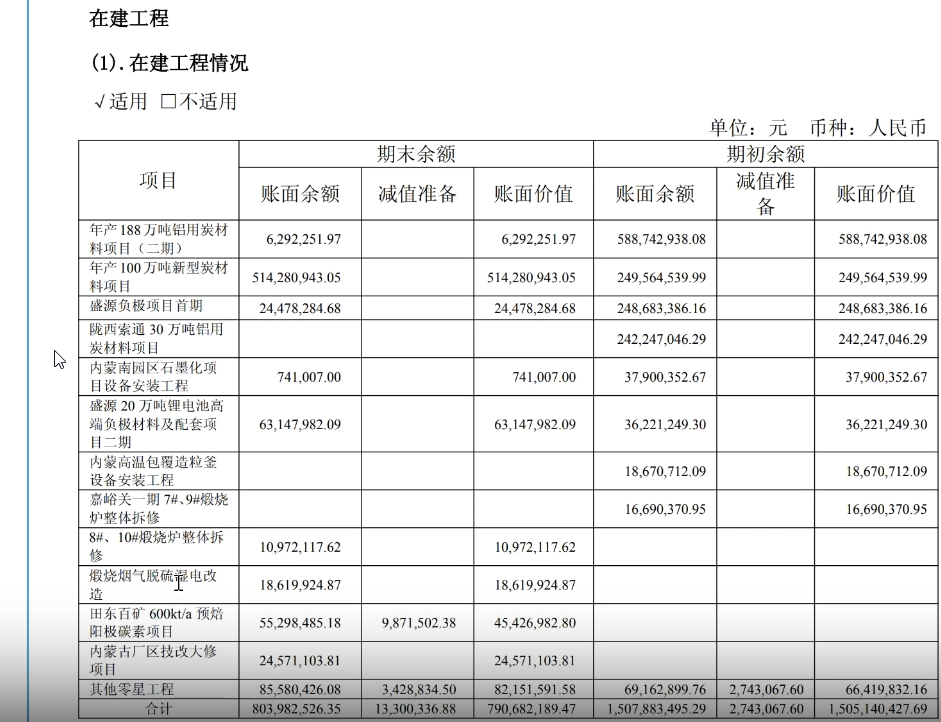 在建工程
(1).在建工程情况
√适用 □不适用
单位：元 币种：人民币
项目 期末余额 期初余额
账面余额 减值准备 账面价值 账面余额 减值准备 账面价值
年产188万吨铝用炭材料项目（二期） 6,292,251.97 6,292,251.97 588,742,938.08 588,742,938.08
年产100万吨新型炭材料项目 514,280,943.05 514,280,943.05 249,564,539.99 249,564,539.99
盛源负极项目首期 24,478,284.68 24,478,284.68 248,683,386.16 248,683,386.16
陇西索通30万吨铝用炭材料项目 242,247,046.29 242,247,046.29
内蒙南园区石墨化项目设备安装工程 741,007.00 741,007.00 37,900,352.67 37,900,352.67
盛源20万吨锂电池高端负极材料及配套项目二期 63,147,982.09 63,147,982.09 36,221,249.30 36,221,249.30
内蒙高温包覆造粒釜设备安装工程 18,670,712.09 18,670,712.09
嘉峪关一期7#、9#煅烧炉整体拆修 16,690,370.95 16,690,370.95
8#、10#煅烧炉整体拆修 10,972,117.62 10,972,117.62
煅烧烟气脱硫湿电改造 18,619,924.87 18,619,924.87
田东百矿600kt/a预焙阳极碳素项目 55,298,485.18 9,871,502.38 45,426,982.80
内蒙古厂区技改大修项目 24,571,103.81 24,571,103.81
其他零星工程 85,580,426.08 3,428,834.50 82,151,591.58 69,162,899.76 2,743,067.60 66,419,832.16
合计 803,982,526.35 13,300,336.88 790,682,189.47 1,507,883,495.29 2,743,067.60 1,505,140,427.69